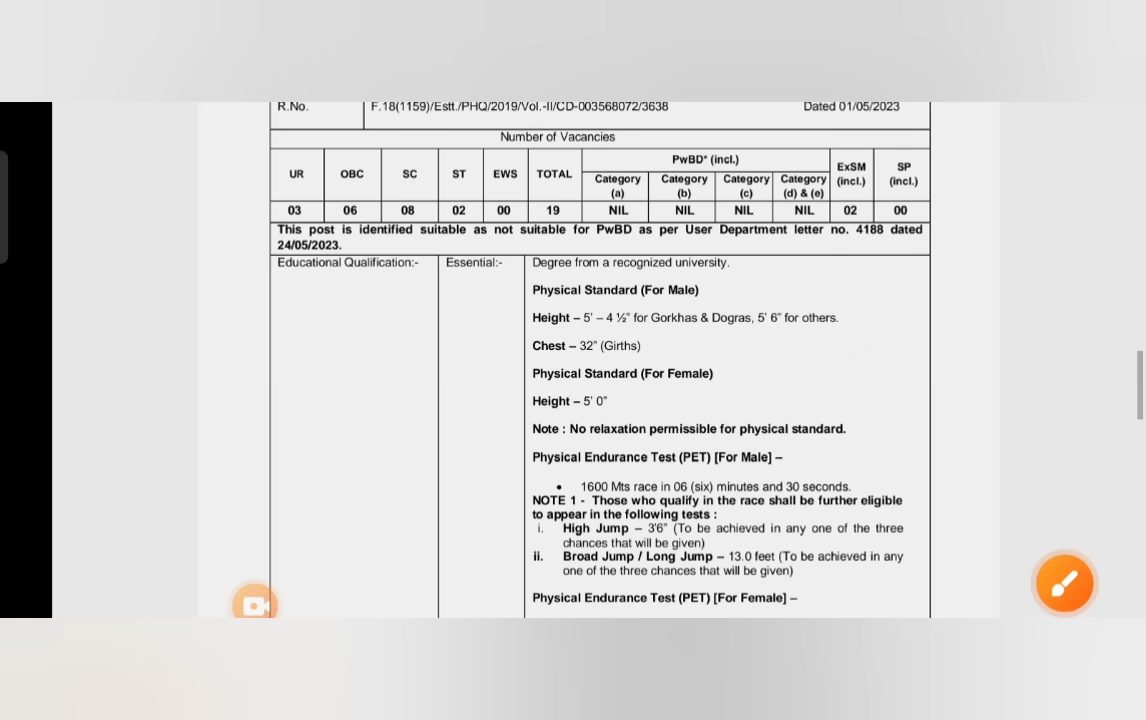 R.No. F.18(1159)/Estt./PHQ/2019/Vol.-II/CD-003568072/3638 Dated 01/05/2023
Number of Vacancies
UR OBC SC ST EWS TOTAL PwBD* (incl.) ExSM (incl.) SP (incl.)
Category (a) Category (b) Category (c) Category (d) & (e)
03 06 08 02 00 19 NIL NIL NIL NIL 02 00
This post is identified suitable as not suitable for PwBD as per User Department letter no. 4188 dated
24/05/2023.
Educational Qualification:- Essential:- Degree from a recognized university.
Physical Standard (For Male)
Height – 5' – 4 ½" for Gorkhas & Dogras, 5' 6" for others.
Chest – 32" (Girths)
Physical Standard (For Female)
Height – 5' 0"
Note : No relaxation permissible for physical standard.
Physical Endurance Test (PET) [For Male] –
• 1600 Mts race in 06 (six) minutes and 30 seconds.
NOTE 1 - Those who qualify in the race shall be further eligible
to appear in the following tests :
i. High Jump – 3'6" (To be achieved in any one of the three
chances that will be given)
ii. Broad Jump / Long Jump – 13.0 feet (To be achieved in any
one of the three chances that will be given)
Physical Endurance Test (PET) [For Female] –